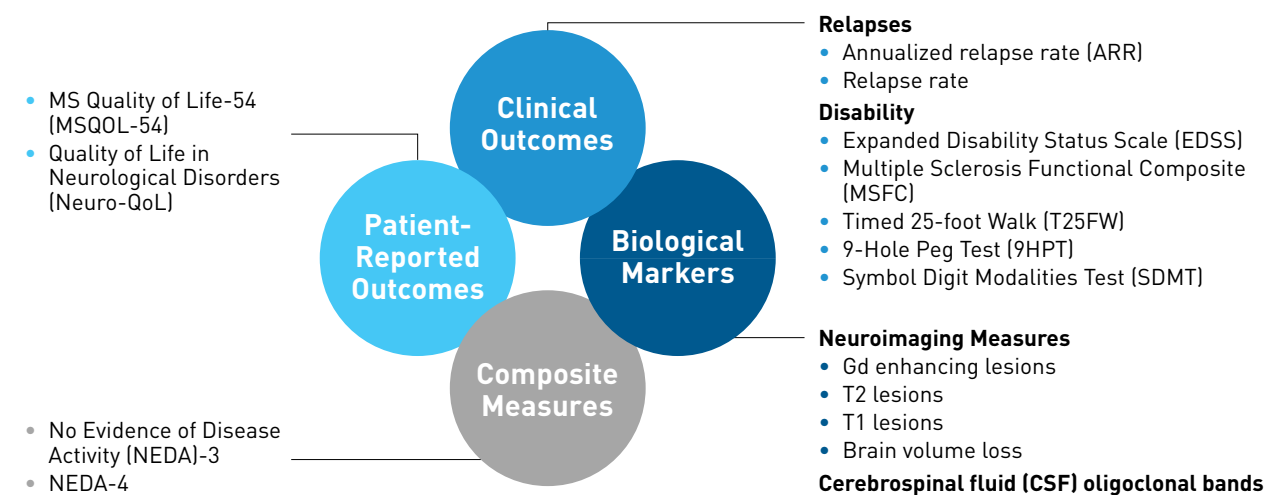 Relapses
• Annualized relapse rate (ARR)
• Relapse rate
Disability
• Expanded Disability Status Scale (EDSS)
• Multiple Sclerosis Functional Composite
(MSFC)
• Timed 25-foot Walk (T25FW)
• 9-Hole Peg Test (9HPT)
• Symbol Digit Modalities Test (SDMT)
Neuroimaging Measures
• Gd enhancing lesions
• T2 lesions
• T1 lesions
• Brain volume loss
Cerebrospinal fluid (CSF) oligoclonal bands
Clinical
Outcomes
Biological
Markers
Patient-
Reported
Outcomes
Composite
Measures
• MS Quality of Life-54
(MSQOL-54)
• Quality of Life in
Neurological Disorders
(Neuro-QoL)
• No Evidence of Disease
Activity (NEDA)-3
• NEDA-4